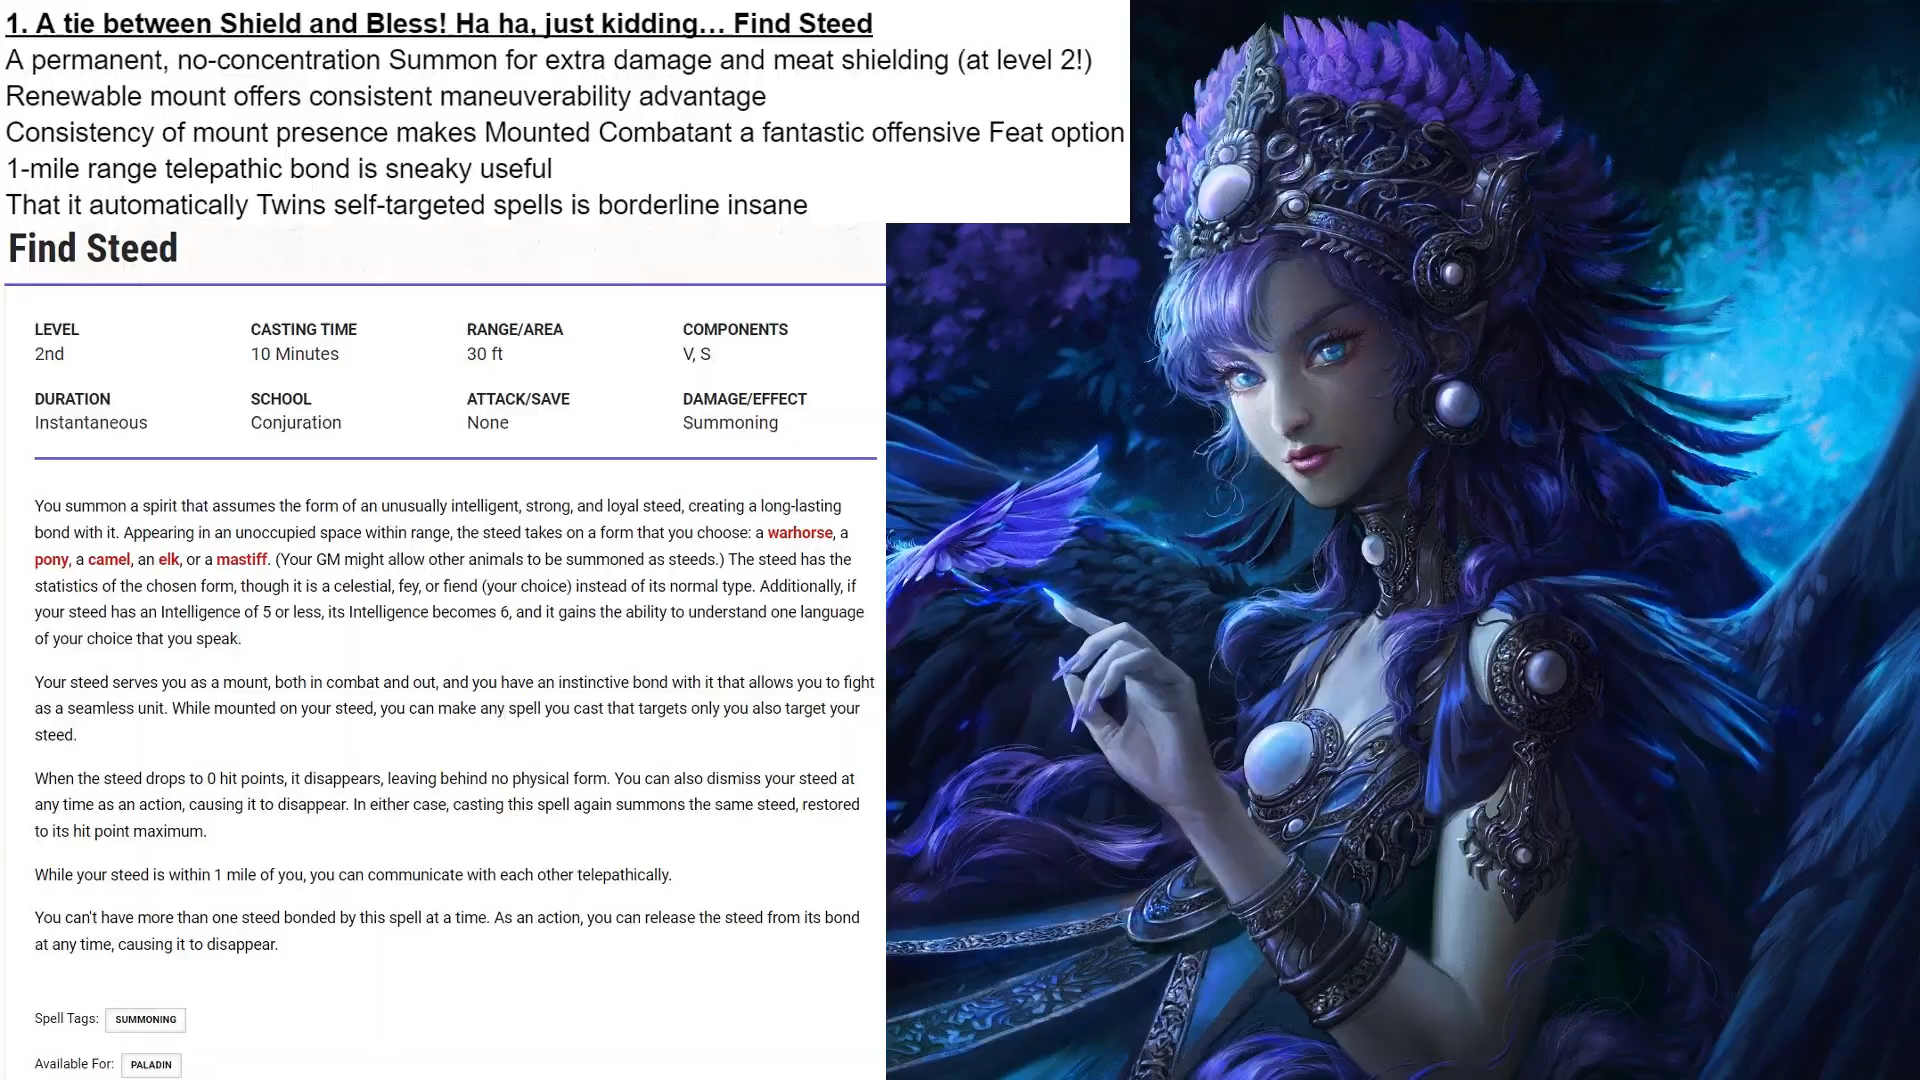 1. A tie between Shield and Bless! Ha ha, just kidding... Find Steed
A permanent, no-concentration Summon for extra damage and meat shielding (at level 2!)
Renewable mount offers consistent maneuverability advantage
Consistency of mount presence makes Mounted Combatant a fantastic offensive Feat option
1-mile range telepathic bond is sneaky useful
That it automatically Twins self-targeted spells is borderline insane
Find Steed
LEVEL CASTING TIME RANGE/AREA COMPONENTS
2nd 10 Minutes 30 ft V, S
DURATION SCHOOL ATTACK/SAVE DAMAGE/EFFECT
Instantaneous Conjuration None Summoning
You summon a spirit that assumes the form of an unusually intelligent, strong, and loyal steed, creating a long-lasting
bond with it. Appearing in an unoccupied space within range, the steed takes on a form that you choose: a warhorse, a
pony, a camel, an elk, or a mastiff. (Your GM might allow other animals to be summoned as steeds.) The steed has the
statistics of the chosen form, though it is a celestial, fey, or fiend (your choice) instead of its normal type. Additionally, if
your steed has an Intelligence of 5 or less, its Intelligence becomes 6, and it gains the ability to understand one language
of your choice that you speak.
Your steed serves you as a mount, both in combat and out, and you have an instinctive bond with it that allows you to fight
as a seamless unit. While mounted on your steed, you can make any spell you cast that targets only you also target your
steed.
When the steed drops to 0 hit points, it disappears, leaving behind no physical form. You can also dismiss your steed at
any time as an action, causing it to disappear. In either case, casting this spell again summons the same steed, restored
to its hit point maximum.
While your steed is within 1 mile of you, you can communicate with each other telepathically.
You can't have more than one steed bonded by this spell at a time. As an action, you can release the steed from its bond
at any time, causing it to disappear.
Spell Tags: SUMMONING
Available For: PALADIN